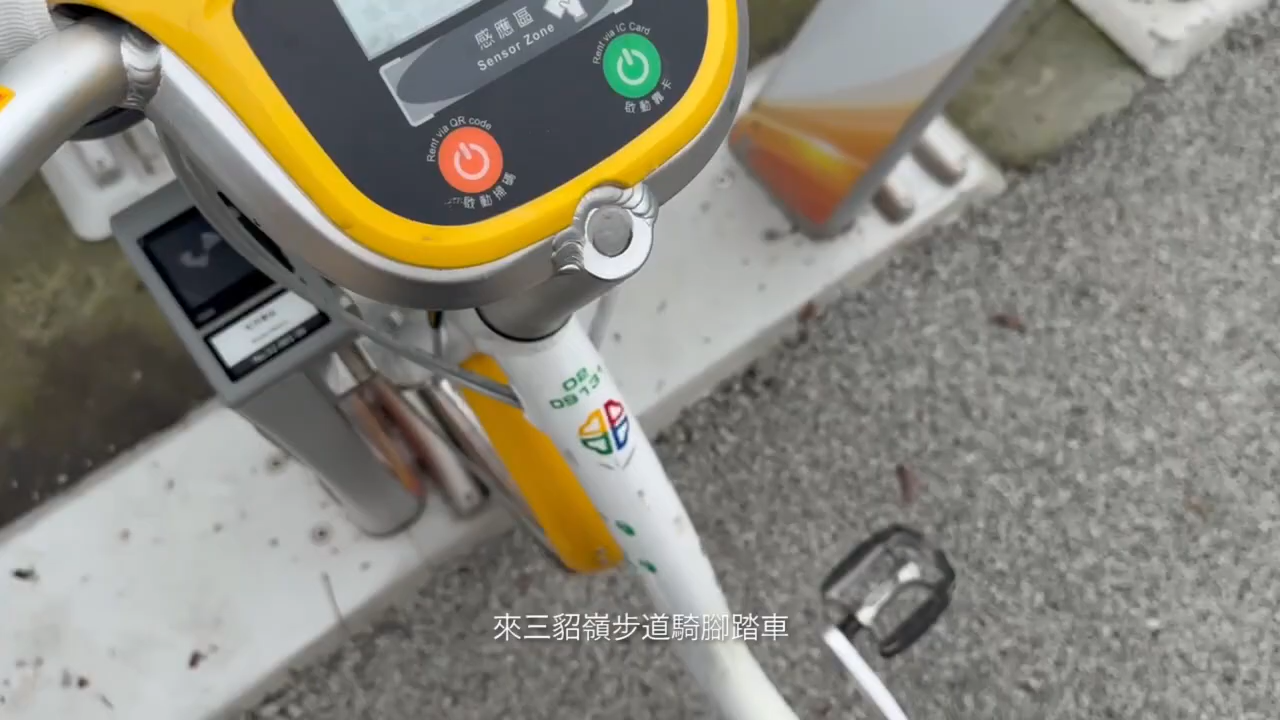 感應區
Sensor Zone
Rent via IC Card
啟動靠卡
Rent via QR code
啟動掃碼
02
來三貂嶺步道騎腳踏車